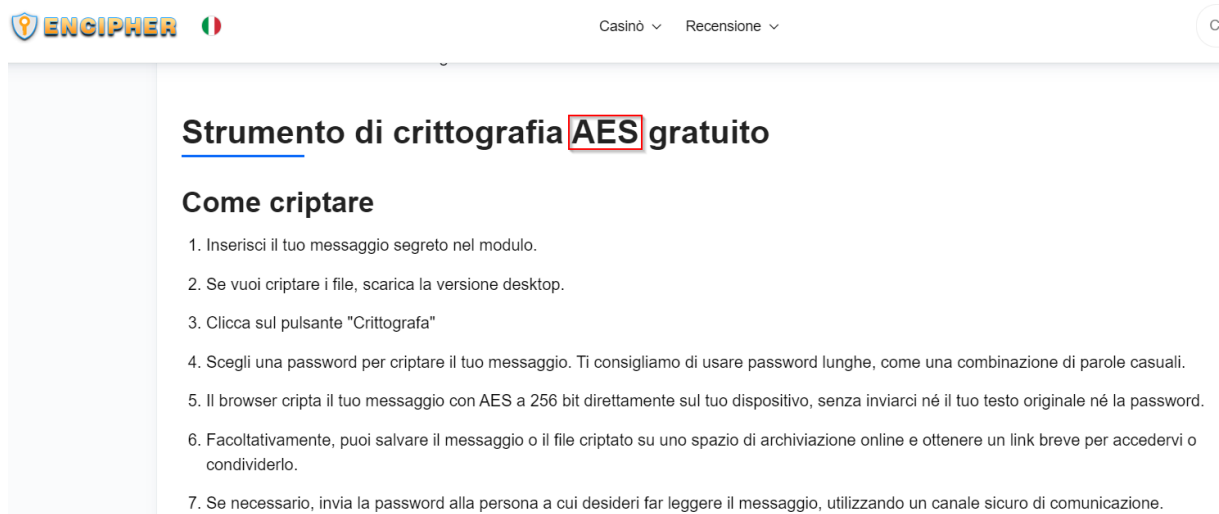 ENCIPHER
Casinò Recensione
C
Strumento di crittografia AES gratuito
Come criptare
1. Inserisci il tuo messaggio segreto nel modulo.
2. Se vuoi criptare i file, scarica la versione desktop.
3. Clicca sul pulsante "Crittografa"
4. Scegli una password per criptare il tuo messaggio. Ti consigliamo di usare password lunghe, come una combinazione di parole casuali.
5. Il browser cripta il tuo messaggio con AES a 256 bit direttamente sul tuo dispositivo, senza inviarci né il tuo testo originale né la password.
6. Facoltativamente, puoi salvare il messaggio o il file criptato su uno spazio di archiviazione online e ottenere un link breve per accedervi o
condividerlo.
7. Se necessario, invia la password alla persona a cui desideri far leggere il messaggio, utilizzando un canale sicuro di comunicazione.